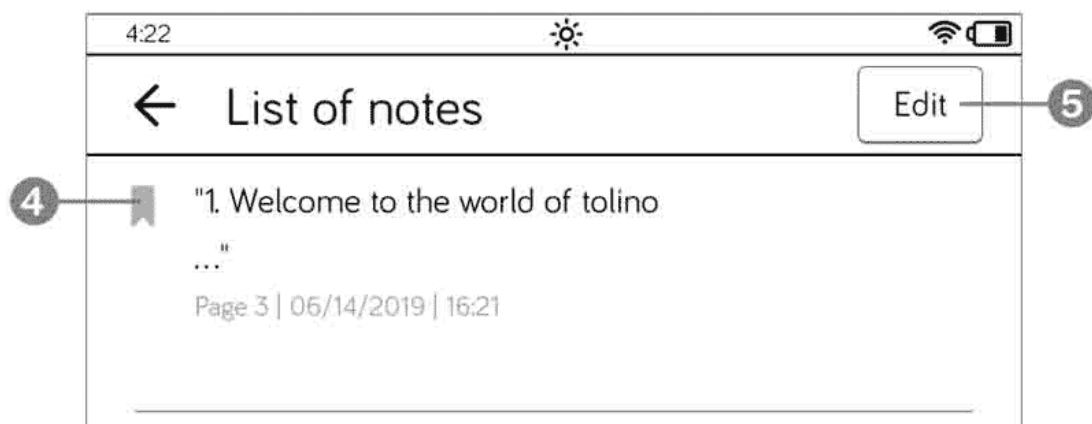 4:22
List of notes
Edit
5
4
"1. Welcome to the world of tolino
..."
Page 3 | 06/14/2019 | 16:21